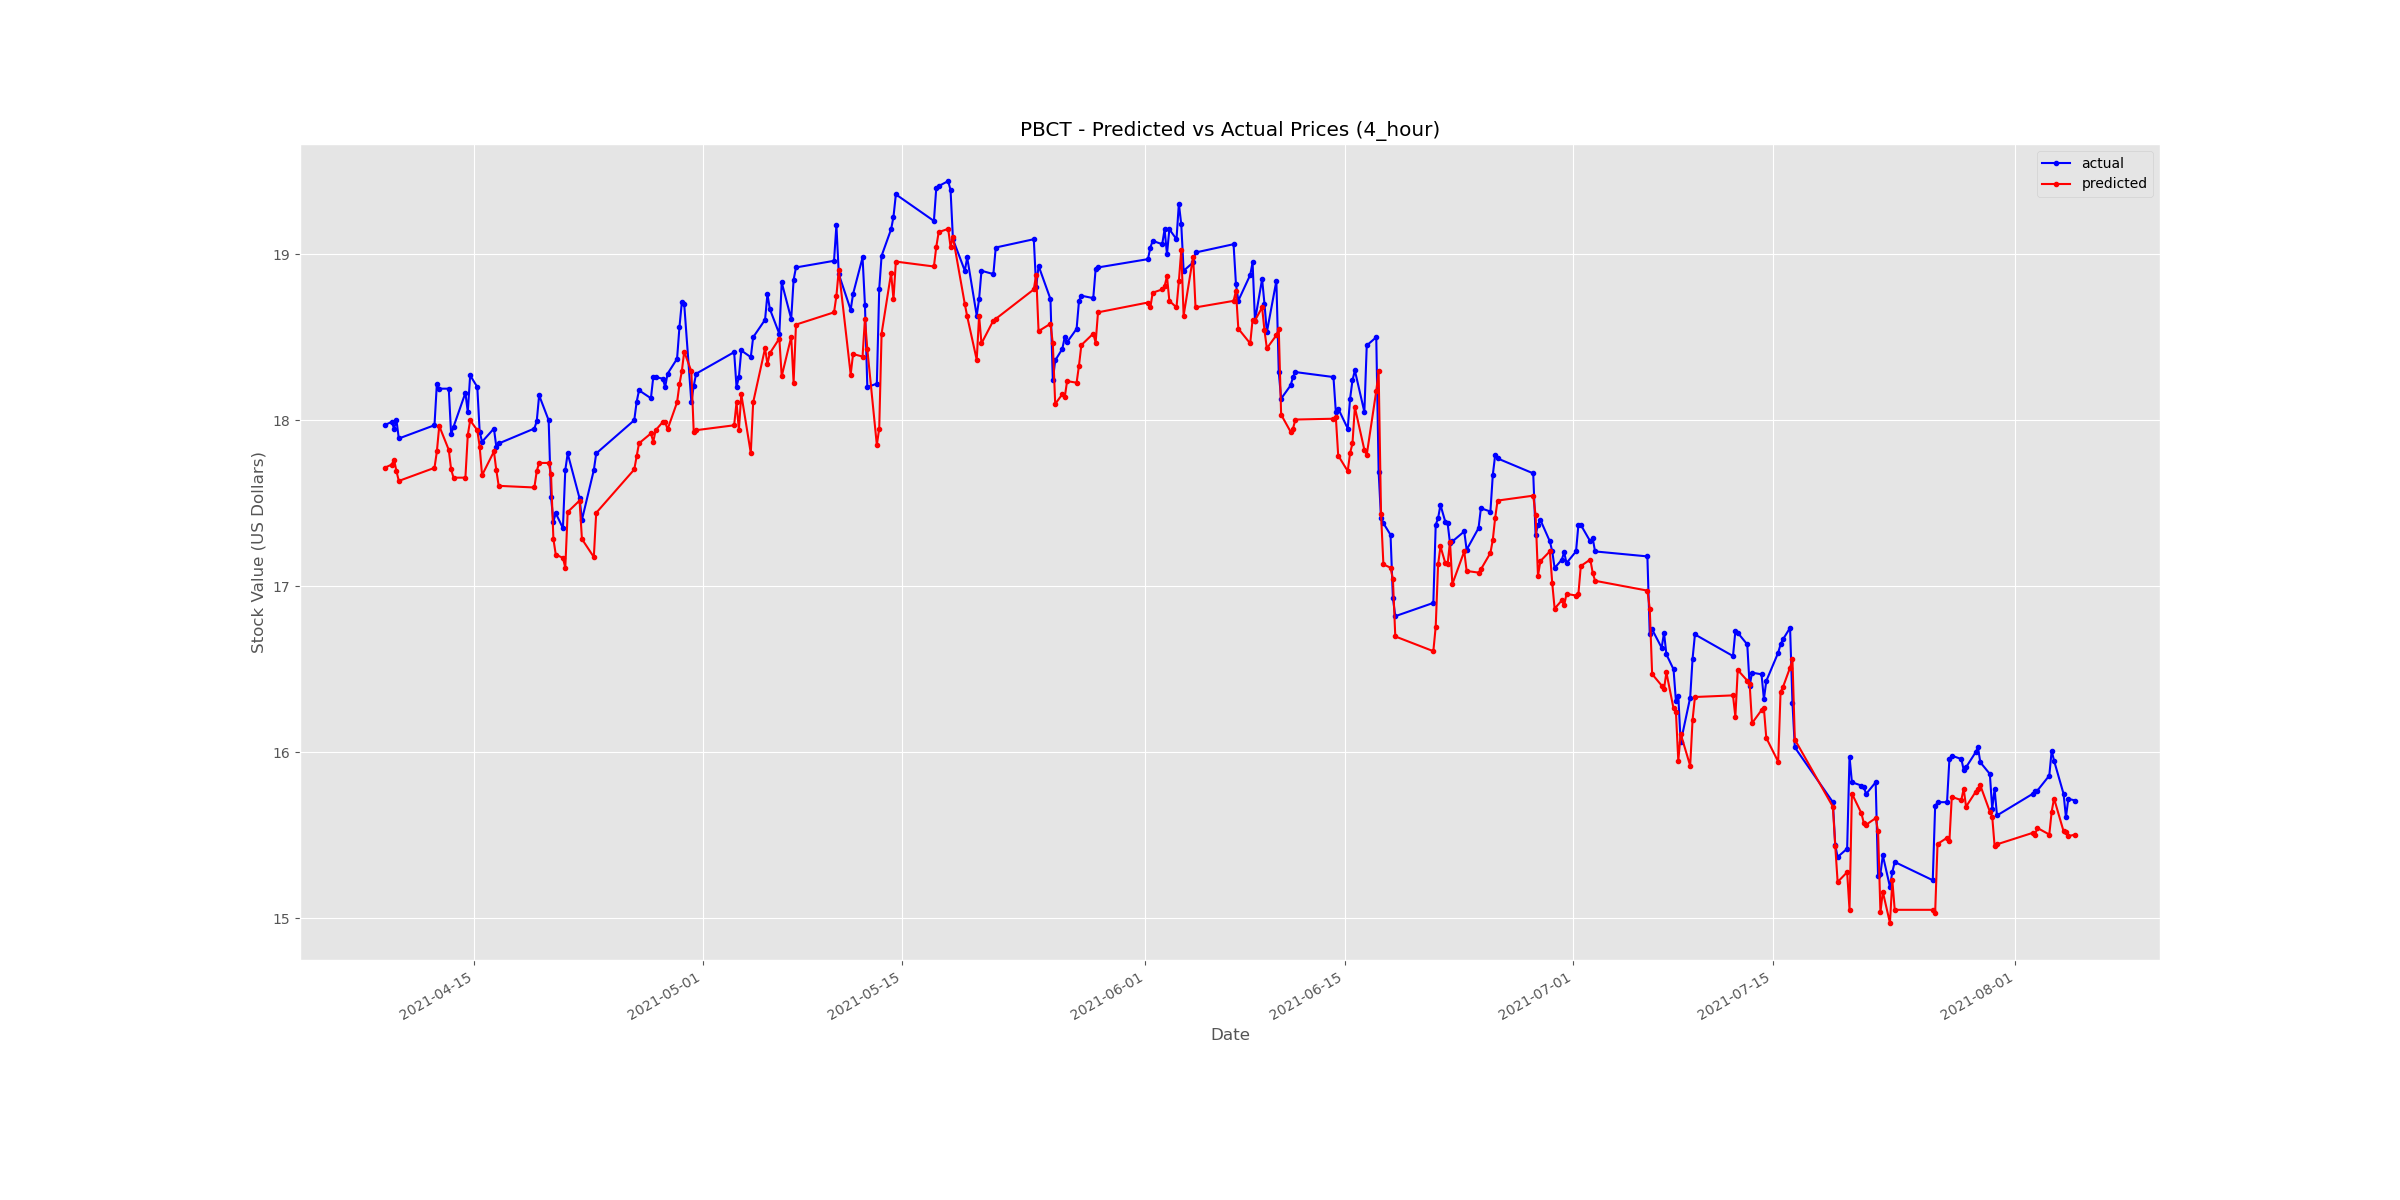 PBCT - Predicted vs Actual Prices (4_hour)
actual
predicted
Stock Value (US Dollars)
19
18
17
16
15
2021-04-15
2021-05-01
2021-05-15
2021-06-01
2021-06-15
2021-07-01
2021-07-15
2021-08-01
Date